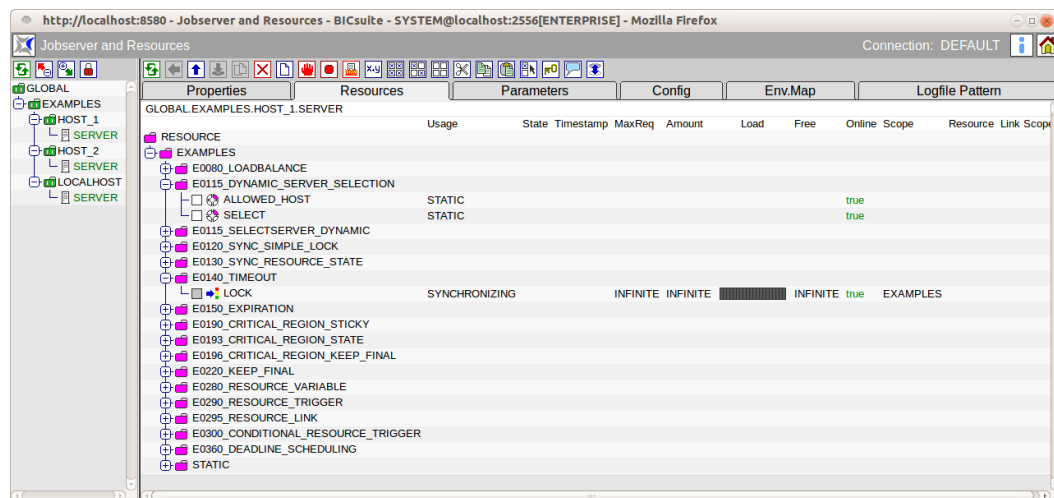 http://localhost:8580 - Jobserver and Resources - BICsuite - SYSTEM@localhost:2556[ENTERPRISE] - Mozilla Firefox
Jobserver and Resources Connection: DEFAULT
GLOBAL
EXAMPLES
HOST_1
SERVER
HOST_2
SERVER
LOCALHOST
SERVER
Properties Resources Parameters Config Env.Map Logfile Pattern
GLOBAL.EXAMPLES.HOST_1.SERVER
Usage State Timestamp MaxReq Amount Load Free Online Scope Resource Link Scope
RESOURCE
EXAMPLES
E0080_LOADBALANCE
E0115_DYNAMIC_SERVER_SELECTION
ALLOWED_HOST STATIC true
SELECT STATIC true
E0115_SELECTSERVER_DYNAMIC
E0120_SYNC_SIMPLE_LOCK
E0130_SYNC_RESOURCE_STATE
E0140_TIMEOUT
LOCK SYNCHRONIZING INFINITE INFINITE INFINITE true EXAMPLES
E0150_EXPIRATION
E0190_CRITICAL_REGION_STICKY
E0193_CRITICAL_REGION_STATE
E0196_CRITICAL_REGION_KEEP_FINAL
E0220_KEEP_FINAL
E0280_RESOURCE_VARIABLE
E0290_RESOURCE_TRIGGER
E0295_RESOURCE_LINK
E0300_CONDITIONAL_RESOURCE_TRIGGER
E0360_DEADLINE_SCHEDULING
STATIC